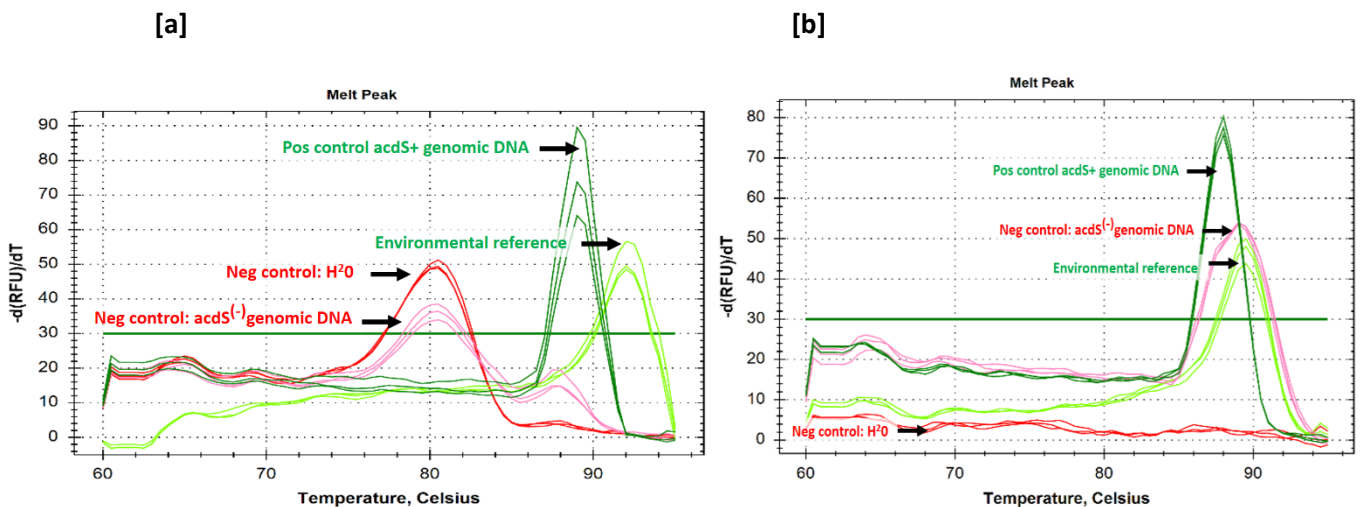 [a]
Melt Peak
90
80
70
60
50
40
30
20
10
0
-d(RFU)/dT
Pos control acdS+ genomic DNA
Environmental reference
Neg control: H²0
Neg control: acdS⁽⁻⁾genomic DNA
60
70
80
90
Temperature, Celsius
[b]
Melt Peak
80
70
60
50
40
30
20
10
0
-d(RFU)/dT
Pos control acdS+ genomic DNA
Neg control: acdS⁽⁻⁾genomic DNA
Environmental reference
Neg control: H²0
60
70
80
90
Temperature, Celsius